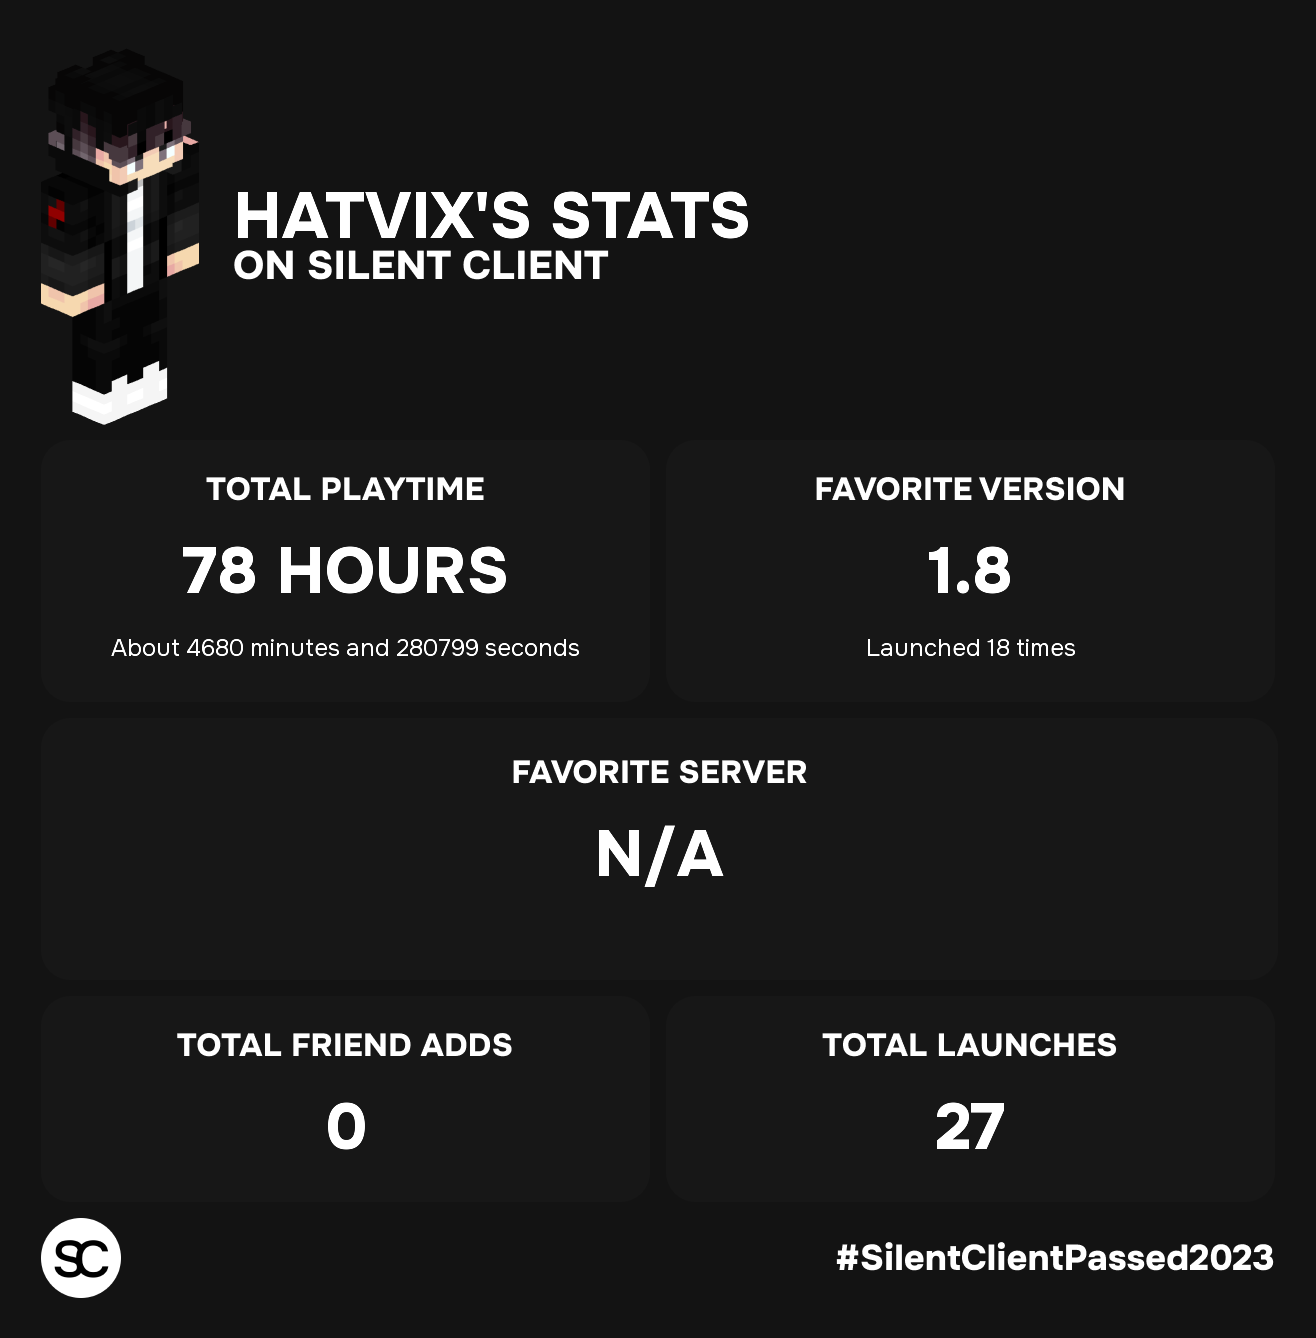 HATVIX'S STATS
ON SILENT CLIENT
TOTAL PLAYTIME
78 HOURS
About 4680 minutes and 280799 seconds
FAVORITE VERSION
1.8
Launched 18 times
FAVORITE SERVER
N/A
TOTAL FRIEND ADDS
0
TOTAL LAUNCHES
27
SC
#SilentClientPassed2023